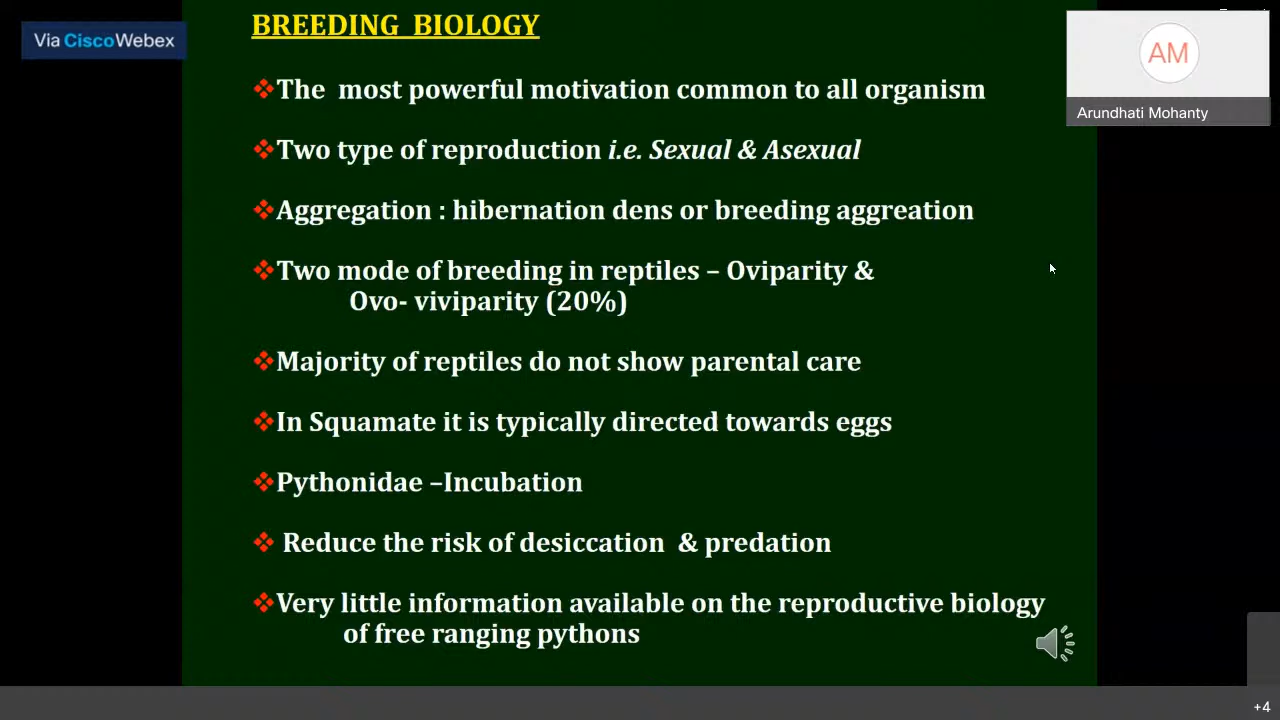 BREEDING BIOLOGY
Via CiscoWebex
AM
Arundhati Mohanty
❖The most powerful motivation common to all organism
❖Two type of reproduction i.e. Sexual & Asexual
❖Aggregation : hibernation dens or breeding aggreation
❖Two mode of breeding in reptiles – Oviparity &
Ovo- viviparity (20%)
❖Majority of reptiles do not show parental care
❖In Squamate it is typically directed towards eggs
❖Pythonidae –Incubation
❖ Reduce the risk of desiccation & predation
❖Very little information available on the reproductive biology
of free ranging pythons
+4